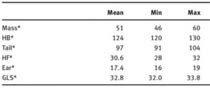 Mean Min Max
Mass* 51 46 60
HB* 124 120 130
Tail* 97 91 104
HF* 30.6 28 32
Ear* 17.4 16 19
GLS* 32.8 32.0 33.8